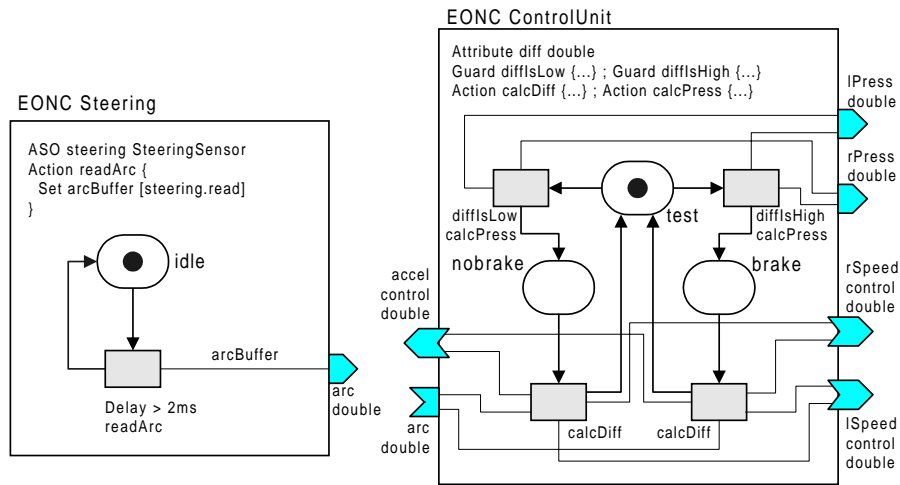 EONC Steering
ASO steering SteeringSensor
Action readArc {
Set arcBuffer [steering.read]
}
idle
arcBuffer
Delay > 2ms
readArc
arc
double
EONC ControlUnit
Attribute diff double
Guard diffIsLow {...} ; Guard diffIsHigh {...}
Action calcDiff {...} ; Action calcPress {...}
lPress
double
rPress
double
diffIsLow
calcPress
test
diffIsHigh
calcPress
nobrake
brake
accel
control
double
rSpeed
control
double
arc
double
calcDiff
calcDiff
lSpeed
control
double